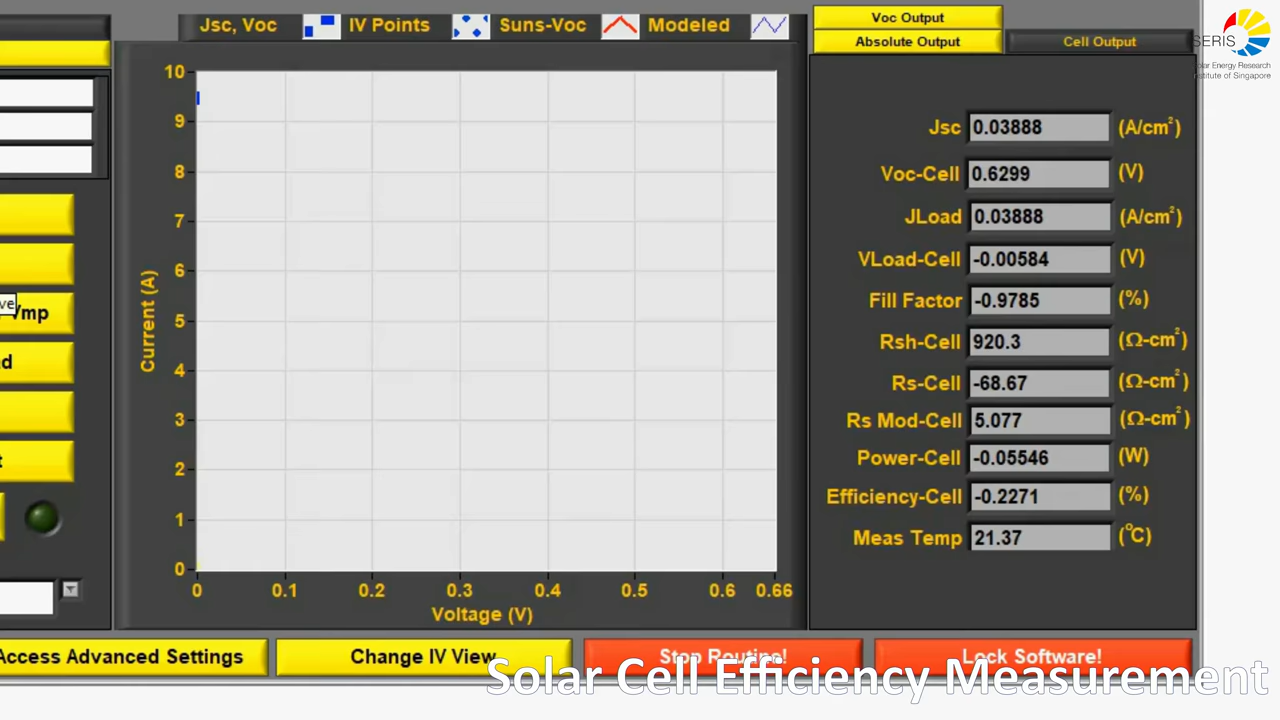 Jsc, Voc
IV Points
Suns-Voc
Modeled
Voc Output
Absolute Output
Cell Output
SERIS
olar Energy Research
nstitute of Singapore
10
9
8
7
6
5
4
3
2
1
0
Current (A)
0 0.1 0.2 0.3 0.4 0.5 0.6 0.66
Voltage (V)
Jsc 0.03888 (A/cm²)
Voc-Cell 0.6299 (V)
JLoad 0.03888 (A/cm²)
VLoad-Cell -0.00584 (V)
Fill Factor -0.9785 (%)
Rsh-Cell 920.3 (Ω-cm²)
Rs-Cell -68.67 (Ω-cm²)
Rs Mod-Cell 5.077 (Ω-cm²)
Power-Cell -0.05546 (W)
Efficiency-Cell -0.2271 (%)
Meas Temp 21.37 (°C)
ve
Vmp
d
t
Access Advanced Settings
Change IV View
Stop Routine!
Lock Software!
Solar Cell Efficiency Measurement